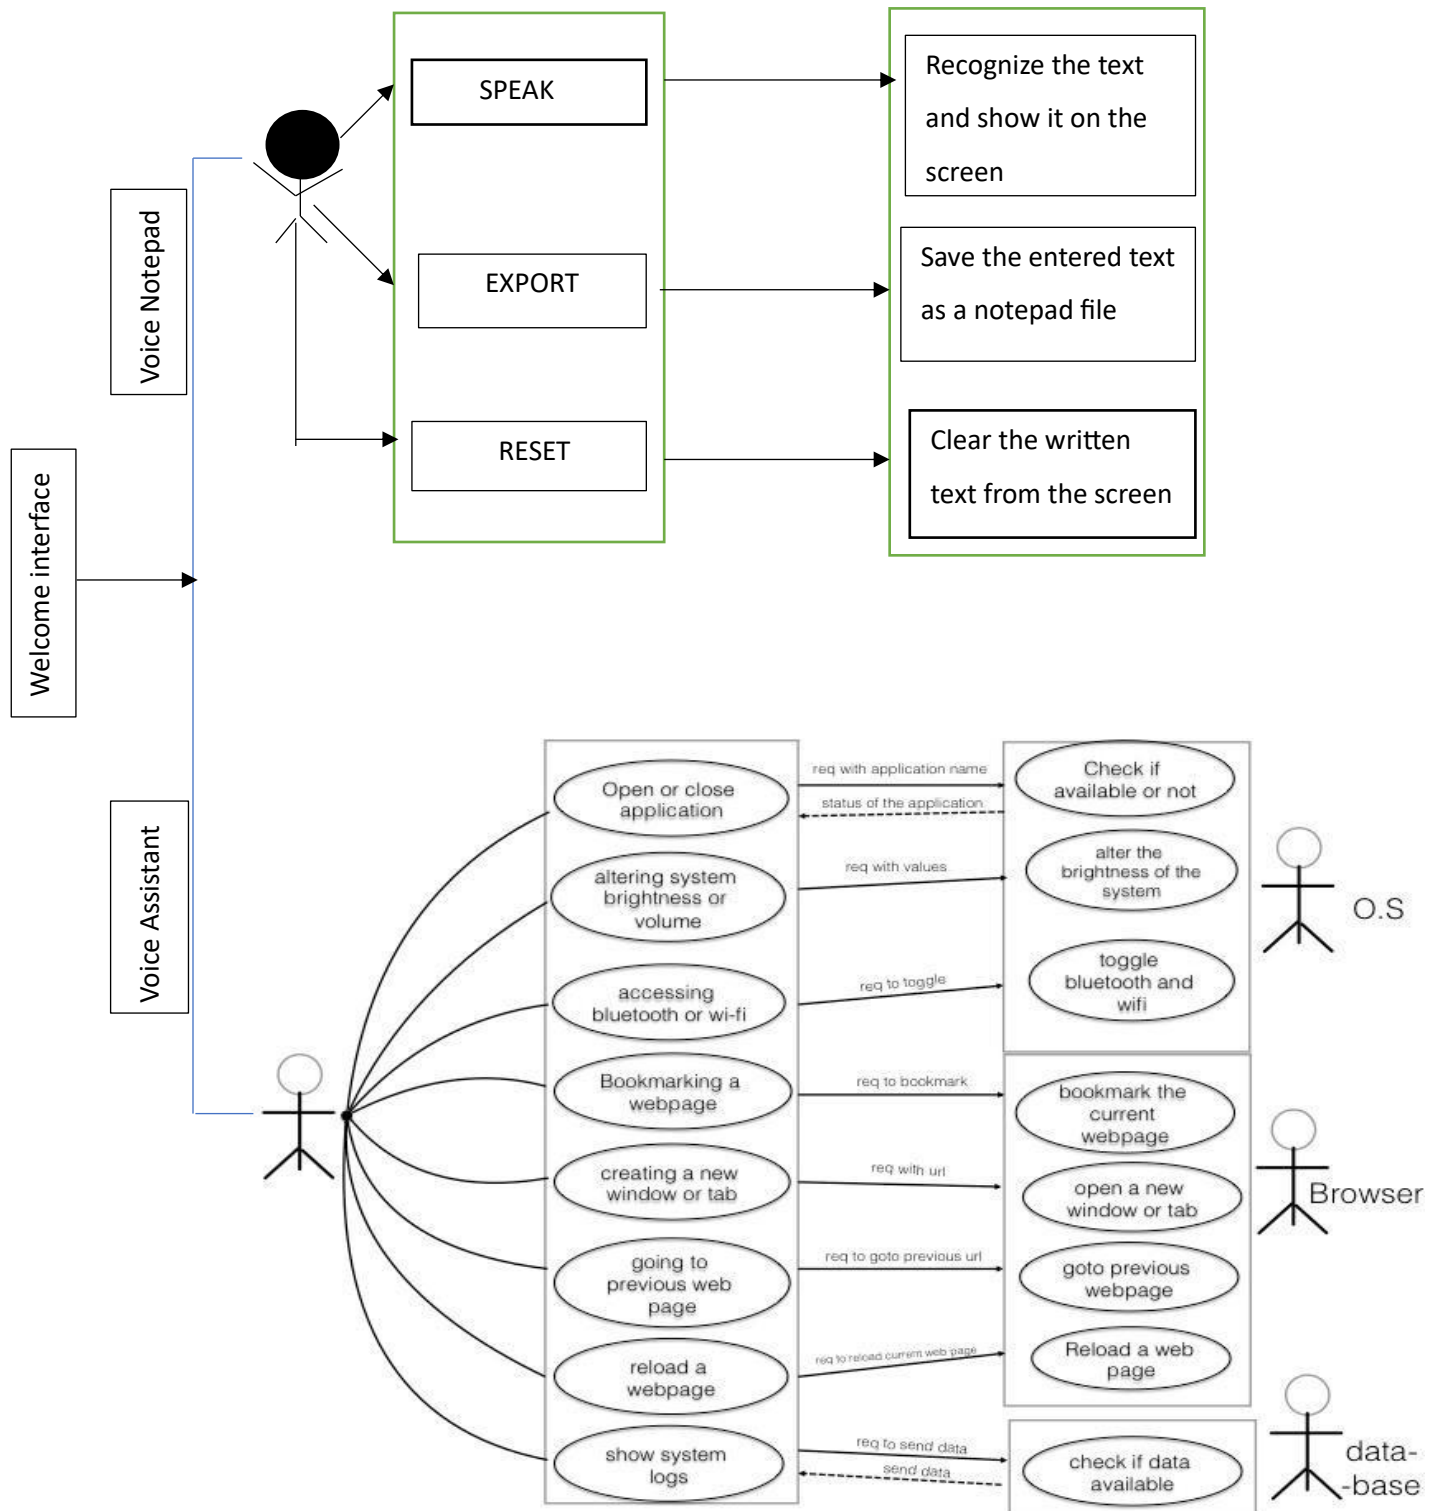 SPEAK
Recognize the text
and show it on the
screen
EXPORT
Save the entered text
as a notepad file
RESET
Clear the written
text from the screen
Voice Notepad
Welcome interface
Voice Assistant
Open or close
application
req with application name
status of the application
Check if
available or not
altering system
brightness or
volume
req with values
alter the
brightness of the
system
O.S
accessing
bluetooth or wi-fi
req to toggle
toggle
bluetooth and
wifi
Bookmarking a
webpage
req to bookmark
bookmark the
current
webpage
creating a new
window or tab
req with url
open a new
window or tab
Browser
going to
previous web
page
req to goto previous url
goto previous
webpage
reload a
webpage
req to reload current web page
Reload a web
page
show system
logs
req to send data
send data
check if data
available
data-
-base